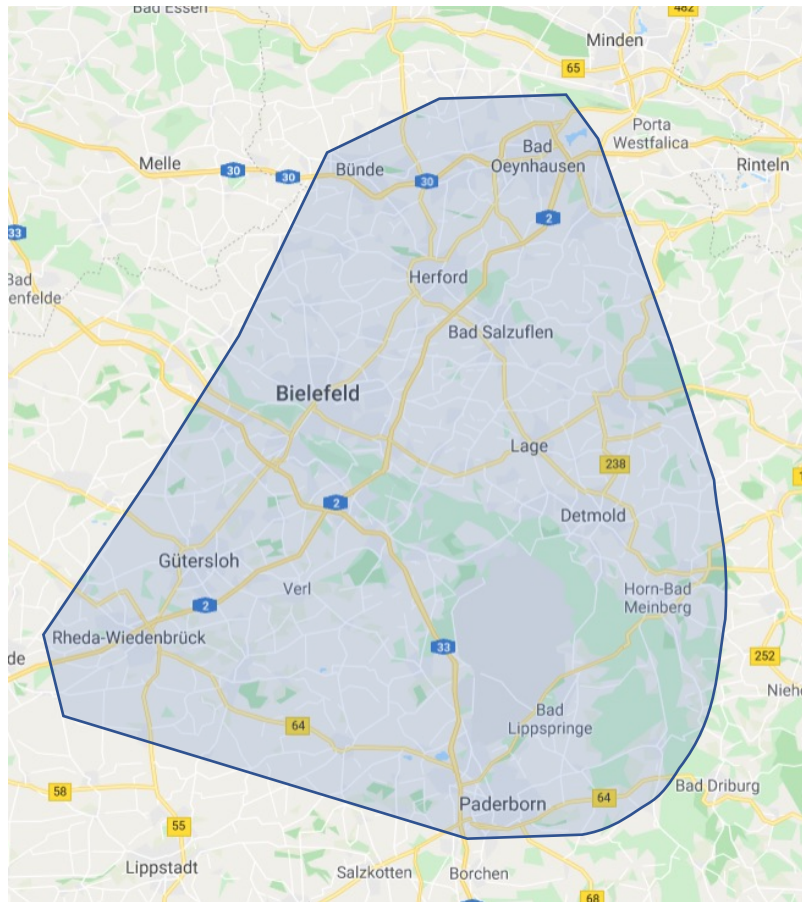 Bad Essen
482
Minden
65
Porta
Westfalica
Bad
Oeynhausen
Melle
30
30
Bünde
30
Rinteln
2
33
Herford
Bad
enfelde
Bad Salzuflen
Bielefeld
Lage
238
2
Detmold
Gütersloh
Verl
2
Horn-Bad
Meinberg
Rheda-Wiedenbrück
de
33
252
Nieh
64
Bad
Lippspringe
58
Paderborn
64
Bad Driburg
55
Lippstadt
Salzkotten
Borchen
68